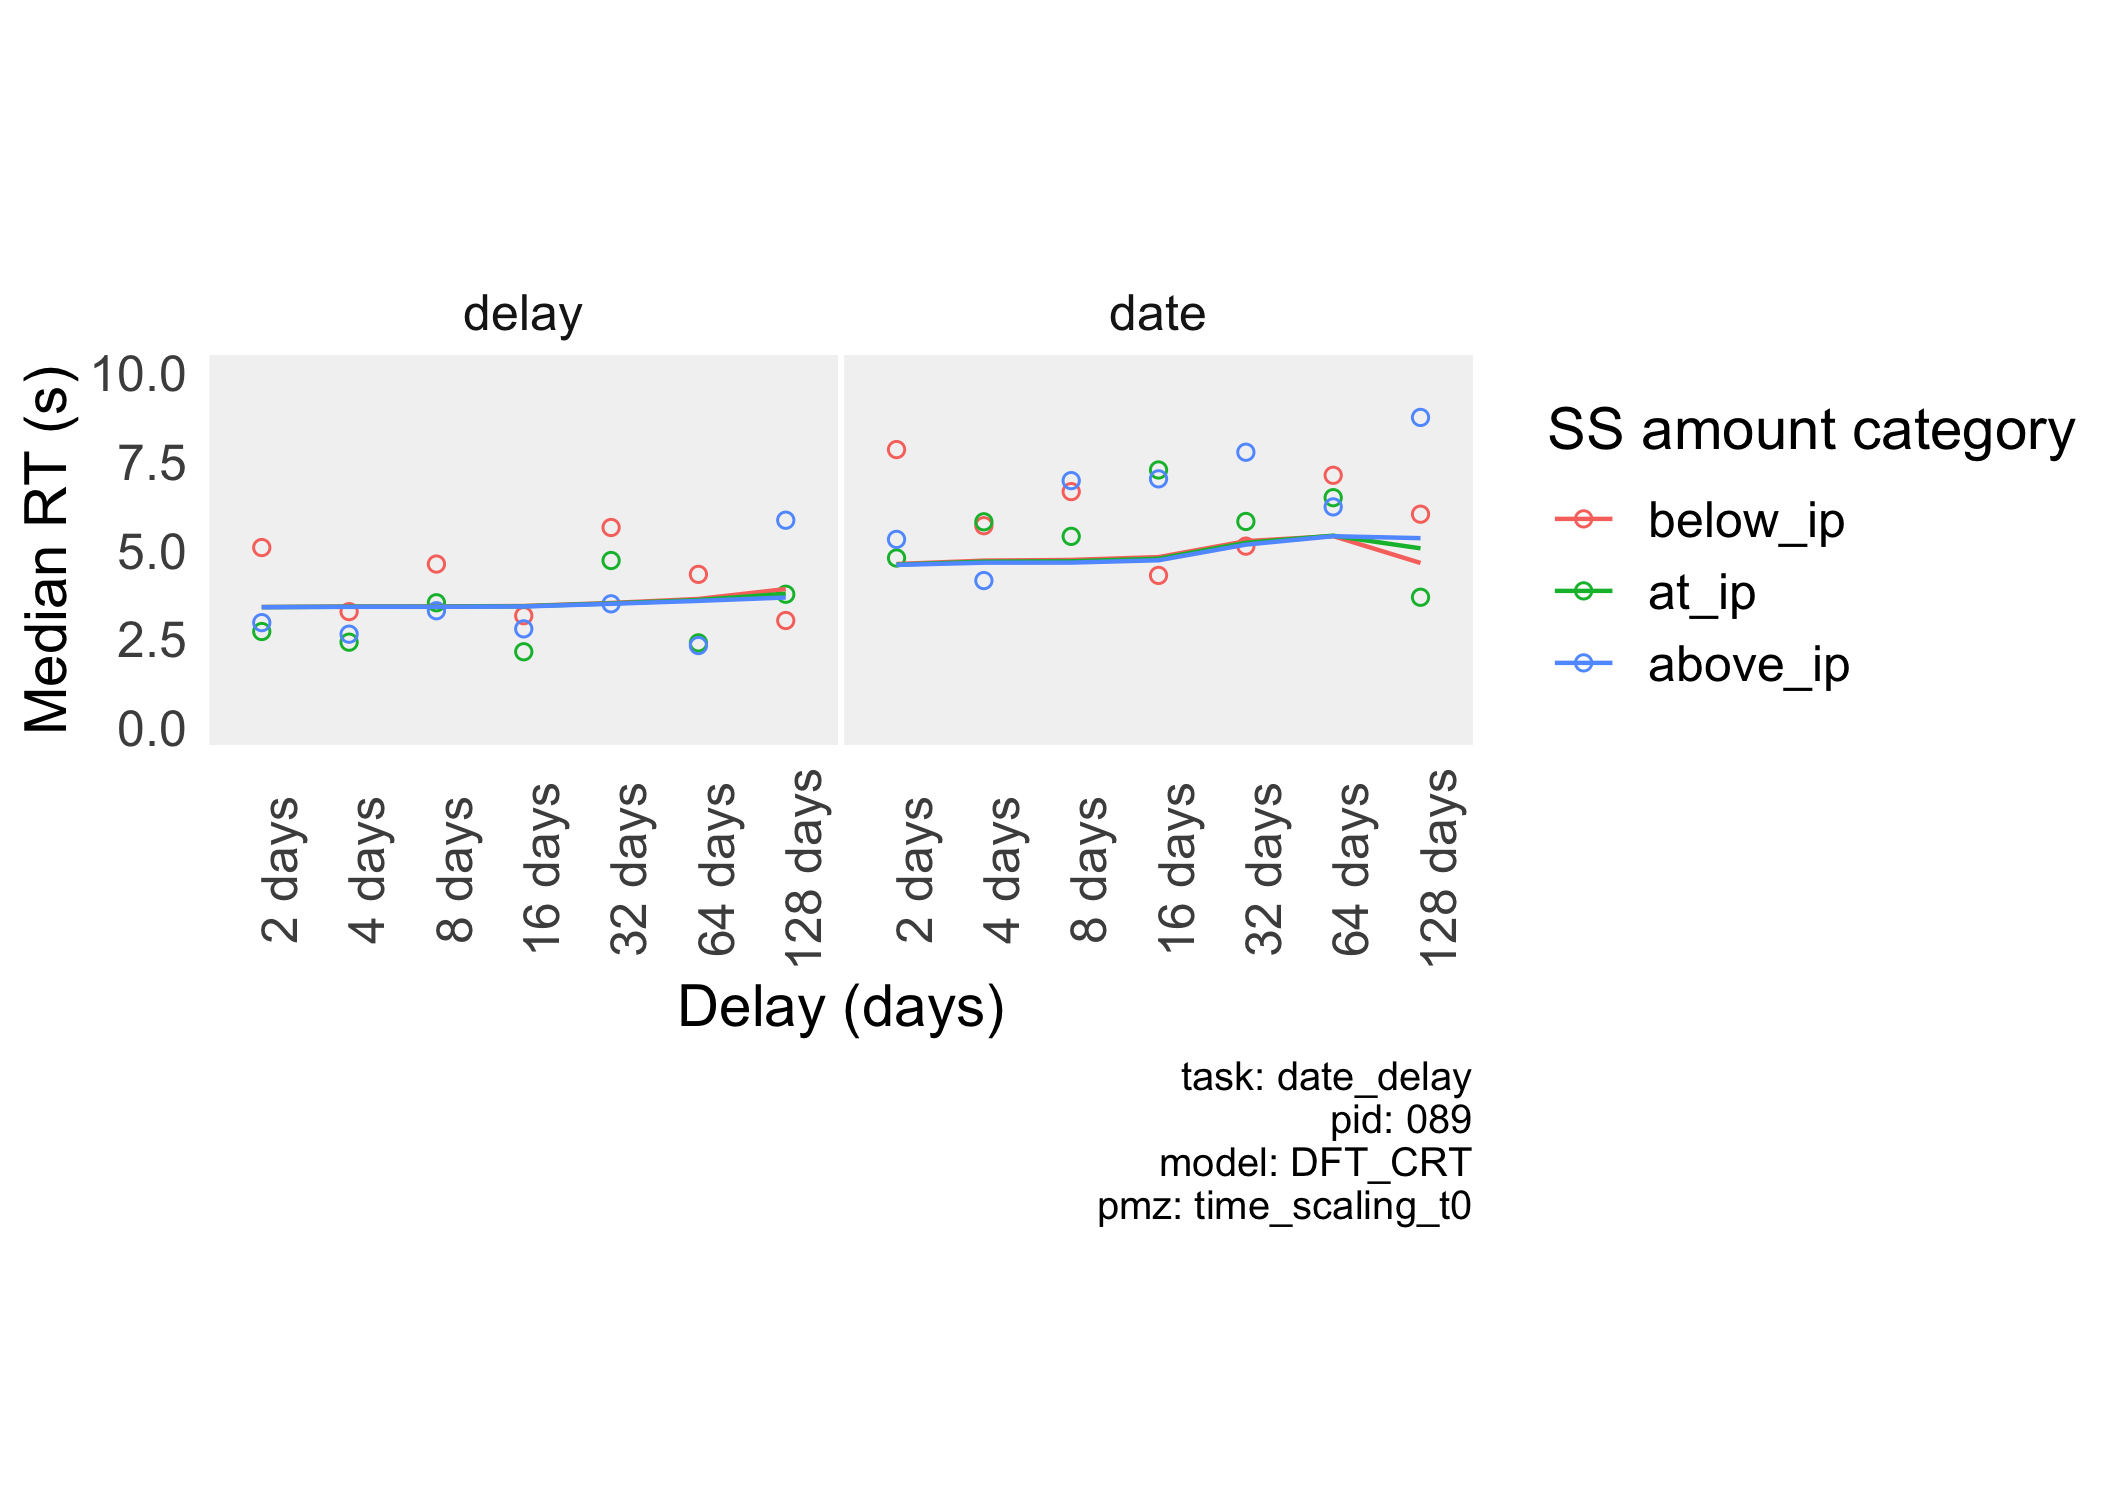 delay
date
Median RT (s)
10.0
7.5
5.0
2.5
0.0
2 days
4 days
8 days
16 days
32 days
64 days
128 days
2 days
4 days
8 days
16 days
32 days
64 days
128 days
Delay (days)
SS amount category
below_ip
at_ip
above_ip
task: date_delay
pid: 089
model: DFT_CRT
pmz: time_scaling_t0